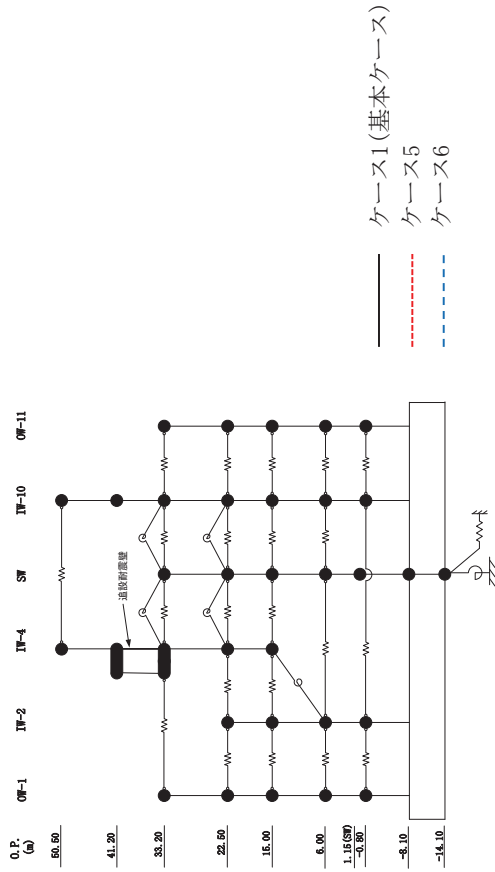 O.P.
(m)
OW-1
IW-2
IW-4
SW
IW-10
OW-11
50.50
41.20
33.20
22.50
15.00
6.00
1.15(SW)
-0.80
-8.10
-14.10
追設耐震壁
ケース1(基本ケース)
ケース5
ケース6